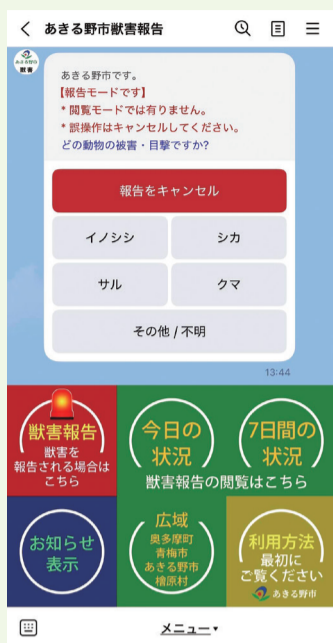 あきる野市獣害報告
あきる野市
獣害
あきる野市です。
【報告モードです】
* 閲覧モードでは有りません。
* 誤操作はキャンセルしてください。
どの動物の被害・目撃ですか?
報告をキャンセル
イノシシ
シカ
サル
クマ
その他 / 不明
13:44
獣害報告
獣害を
報告される場合は
こちら
今日の
状況
7日間の
状況
獣害報告の閲覧はこちら
お知らせ
表示
広域
奥多摩町
青梅市
あきる野市
檜原村
利用方法
最初に
ご覧ください
あきる野市
メニュー▾